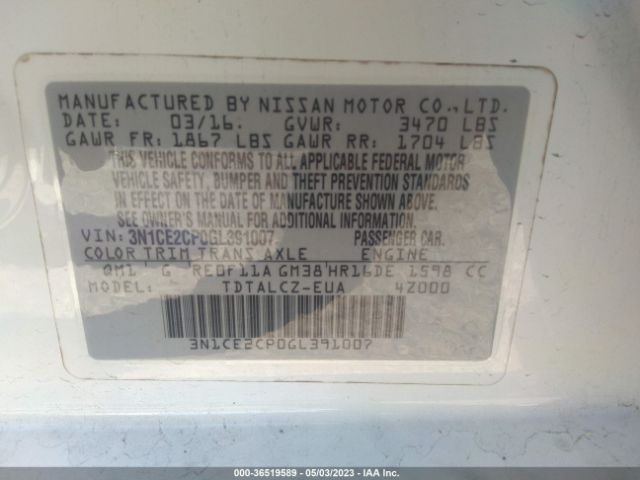 MANUFACTURED BY NISSAN MOTOR CO., LTD.
DATE: 03/16. GVWR: 3470 LBS
GAWR FR: 1867 LBS GAWR RR: 1704 LBS
THIS VEHICLE CONFORMS TO ALL APPLICABLE FEDERAL MOTOR
VEHICLE SAFETY, BUMPER AND THEFT PREVENTION STANDARDS
IN EFFECT ON THE DATE OF MANUFACTURE SHOWN ABOVE.
SEE OWNER'S MANUAL FOR ADDITIONAL INFORMATION.
VIN: 3N1CE2CP0GL391007 PASSENGER CAR.
COLOR TRIM TRANS AXLE ENGINE
QM1 G RE0F11A GM38 HR16DE 1598 CC
MODEL: TDTALCZ-EUA 4Z000
3N1CE2CP0GL391007
000-36519589 - 05/03/2023 - IAA Inc.